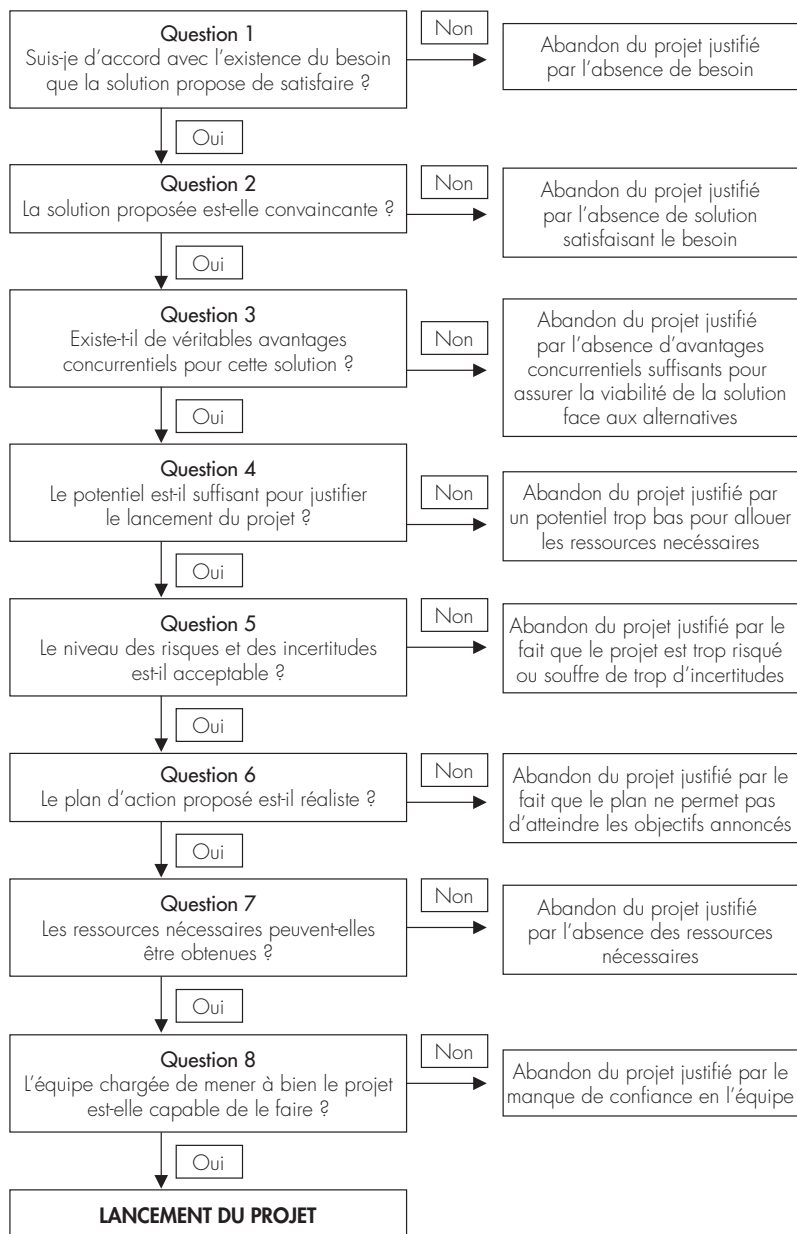 Question 1
Suis-je d'accord avec l'existence du besoin
que la solution propose de satisfaire ?
Non
Abandon du projet justifié
par l'absence de besoin
Oui
Question 2
La solution proposée est-elle convaincante ?
Non
Abandon du projet justifié
par l'absence de solution
satisfaisant le besoin
Oui
Question 3
Existe-t-il de véritables avantages
concurrentiels pour cette solution ?
Non
Abandon du projet justifié
par l'absence d'avantages
concurrentiels suffisants pour
assurer la viabilité de la solution
face aux alternatives
Oui
Question 4
Le potentiel est-il suffisant pour justifier
le lancement du projet ?
Non
Abandon du projet justifié par
un potentiel trop bas pour allouer
les ressources necéssaires
Oui
Question 5
Le niveau des risques et des incertitudes
est-il acceptable ?
Non
Abandon du projet justifié par le
fait que le projet est trop risqué
ou souffre de trop d'incertitudes
Oui
Question 6
Le plan d'action proposé est-il réaliste ?
Non
Abandon du projet justifié par le
fait que le plan ne permet pas
d'atteindre les objectifs annoncés
Oui
Question 7
Les ressources nécessaires peuvent-elles
être obtenues ?
Non
Abandon du projet justifié
par l'absence des ressources
nécessaires
Oui
Question 8
L'équipe chargée de mener à bien le projet
est-elle capable de le faire ?
Non
Abandon du projet justifié par le
manque de confiance en l'équipe
Oui
LANCEMENT DU PROJET